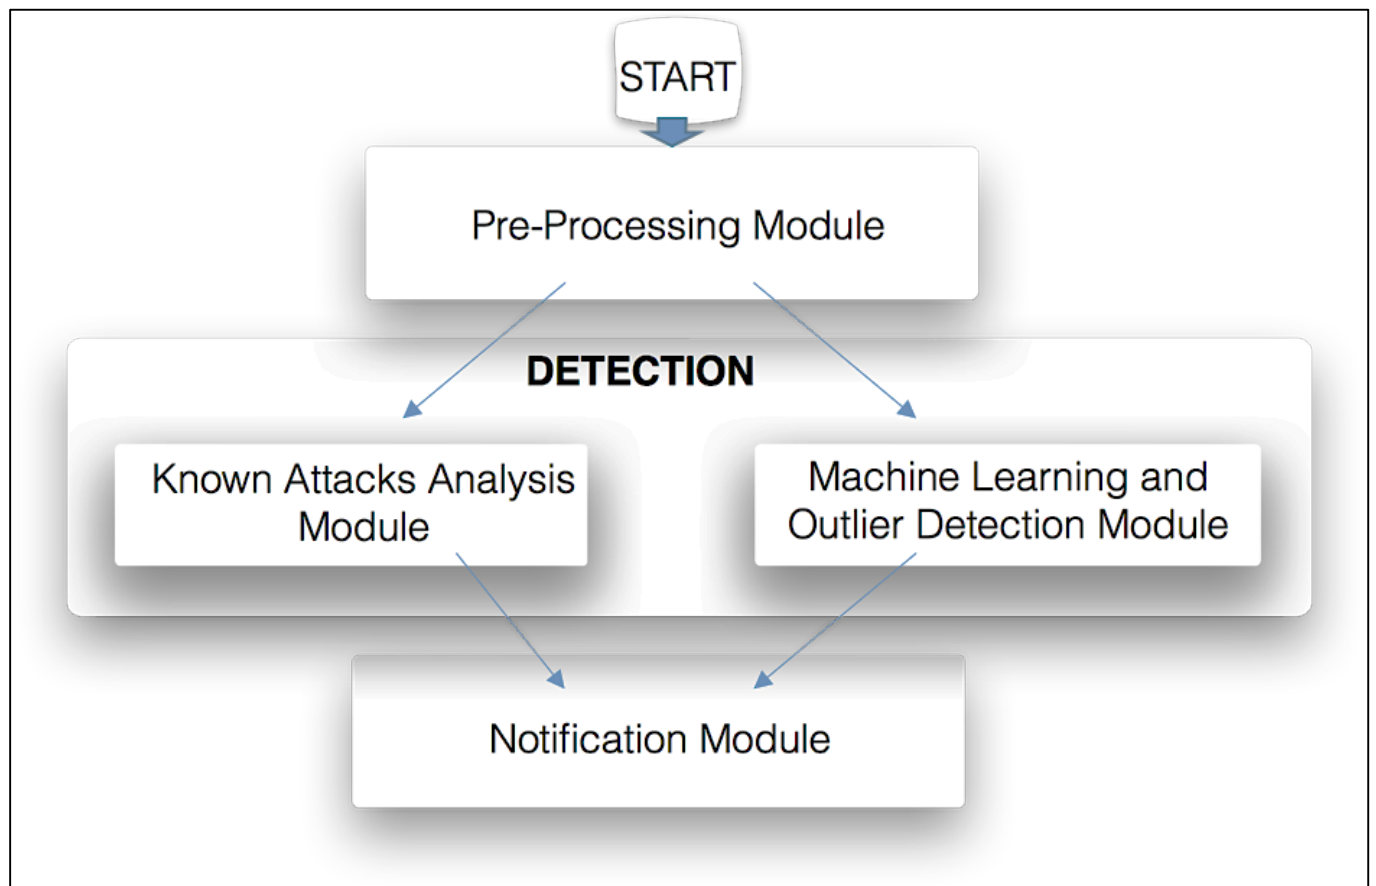 START
Pre-Processing Module
DETECTION
Known Attacks Analysis
Module
Machine Learning and
Outlier Detection Module
Notification Module